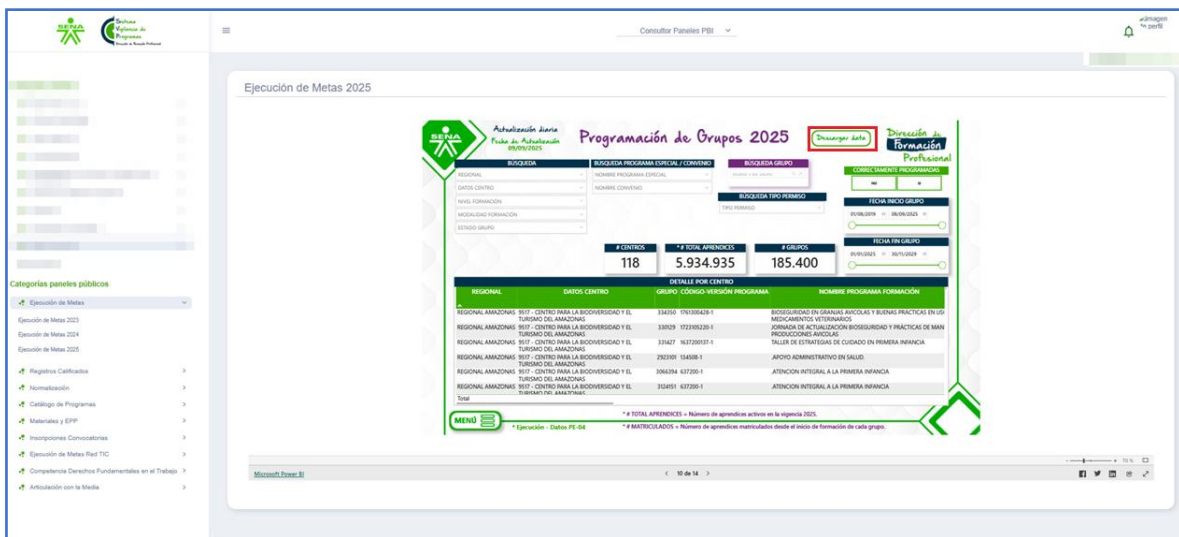 SENA
Sistema
Vigilancia de
Programas
Dirección de Formación Profesional
Consultor Paneles PBI
Imagen
perfil
Categorías paneles públicos
Ejecución de Metas
Ejecución de Metas 2023
Ejecución de Metas 2024
Ejecución de Metas 2025
Registros Calificados
Normalización
Catálogo de Programas
Materiales y EPP
Inscripciones Convocatorias
Ejecución de Metas Red TIC
Competencia Derechos Fundamentales en el Trabajo
Articulación con la Media
Ejecución de Metas 2025
SENA
Actualización diaria
Fecha de Actualización
09/09/2025
Programación de Grupos 2025
Descargar data
Dirección de
Formación
Profesional
BÚSQUEDA
REGIONAL
DATOS CENTRO
NIVEL FORMACIÓN
MODALIDAD FORMACIÓN
ESTADO GRUPO
BÚSQUEDA PROGRAMA ESPECIAL / CONVENIO
NOMBRE PROGRAMA ESPECIAL
NOMBRE CONVENIO
BÚSQUEDA GRUPO
BÚSQUEDA TIPO PERMISO
TIPO PERMISO
CORRECTAMENTE PROGRAMADAS
FECHA INICIO GRUPO
01/08/2019 08/09/2025
FECHA FIN GRUPO
01/01/2025 30/11/2029
# CENTROS
118
* # TOTAL APRENDICES
5.934.935
# GRUPOS
185.400
DETALLE POR CENTRO
REGIONAL DATOS CENTRO GRUPO CÓDIGO-VERSIÓN PROGRAMA NOMBRE PROGRAMA FORMACIÓN
REGIONAL AMAZONAS 9517 - CENTRO PARA LA BIODIVERSIDAD Y EL 334350 1761300428-1 BIOSEGURIDAD EN GRANJAS AVICOLAS Y BUENAS PRÁCTICAS EN US
TURISMO DEL AMAZONAS MEDICAMENTOS VETERINARIOS
REGIONAL AMAZONAS 9517 - CENTRO PARA LA BIODIVERSIDAD Y EL 330129 1723105220-1 JORNADA DE ACTUALIZACIÓN BIOSEGURIDAD Y PRÁCTICAS DE MAN
TURISMO DEL AMAZONAS PRODUCCIONES AVICOLAS
REGIONAL AMAZONAS 9517 - CENTRO PARA LA BIODIVERSIDAD Y EL 331427 1637200137-1 TALLER DE ESTRATEGIAS DE CUIDADO EN PRIMERA INFANCIA
TURISMO DEL AMAZONAS
REGIONAL AMAZONAS 9517 - CENTRO PARA LA BIODIVERSIDAD Y EL 2923101 134508-1 .APOYO ADMINISTRATIVO EN SALUD.
TURISMO DEL AMAZONAS
REGIONAL AMAZONAS 9517 - CENTRO PARA LA BIODIVERSIDAD Y EL 3066394 637200-1 .ATENCION INTEGRAL A LA PRIMERA INFANCIA
TURISMO DEL AMAZONAS
REGIONAL AMAZONAS 9517 - CENTRO PARA LA BIODIVERSIDAD Y EL 3124151 637200-1 .ATENCION INTEGRAL A LA PRIMERA INFANCIA
TURISMO DEL AMAZONAS
Total
MENÚ
* Ejecución - Datos PE-04
* # TOTAL APRENDICES = Número de aprendices activos en la vigencia 2025.
* # MATRICULADOS = Número de aprendices matriculados desde el inicio de formación de cada grupo.
- + 70 %
Microsoft Power BI
< 10 de 14 >